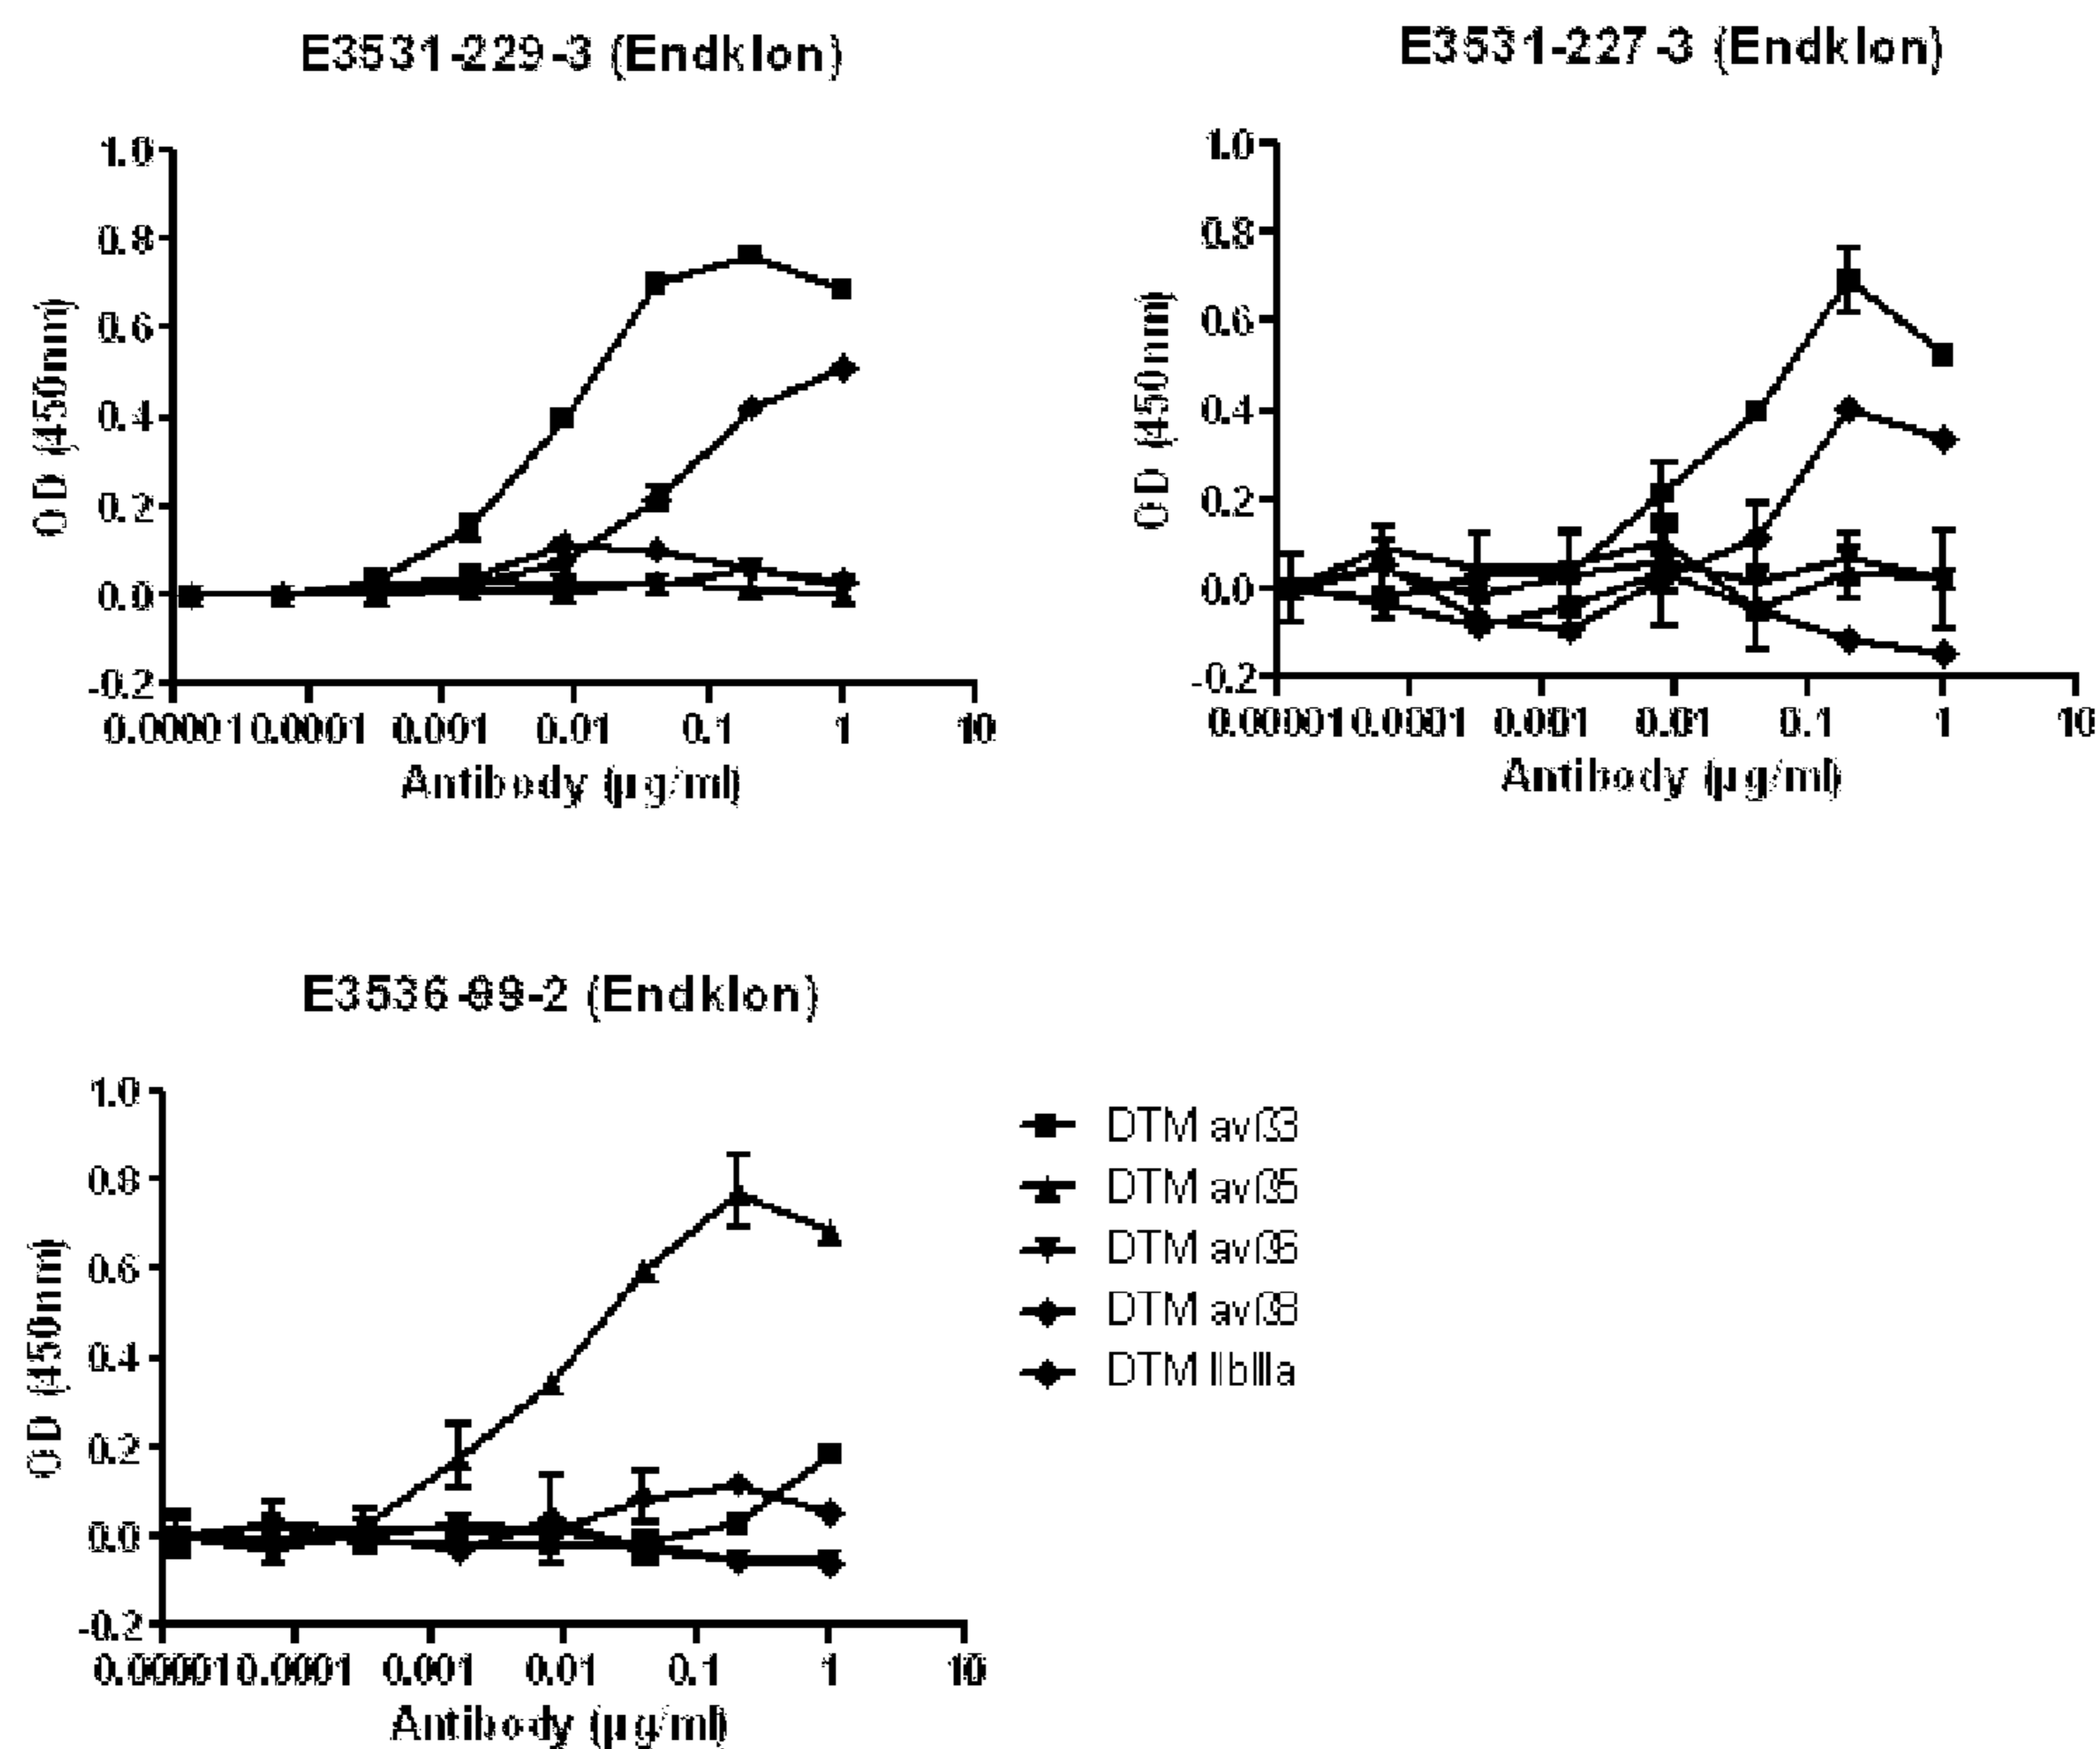 E3531-229-3 (Endklon)
1.0
0.8
0.6
0.4
0.2
0.0
-0.2
OD (450nm)
0.00001 0.0001 0.001 0.01 0.1 1 10
Antibody (µg/ml)
E3531-227-3 (Endklon)
1.0
0.8
0.6
0.4
0.2
0.0
-0.2
OD (450nm)
0.00001 0.0001 0.001 0.01 0.1 1 10
Antibody (µg/ml)
E3536-99-2 (Endklon)
1.0
0.8
0.6
0.4
0.2
0.0
-0.2
OD (450nm)
0.00001 0.0001 0.001 0.01 0.1 1 10
Antibody (µg/ml)
DTM avß3
DTM avß5
DTM avß6
DTM avß8
DTM IIbIIIa